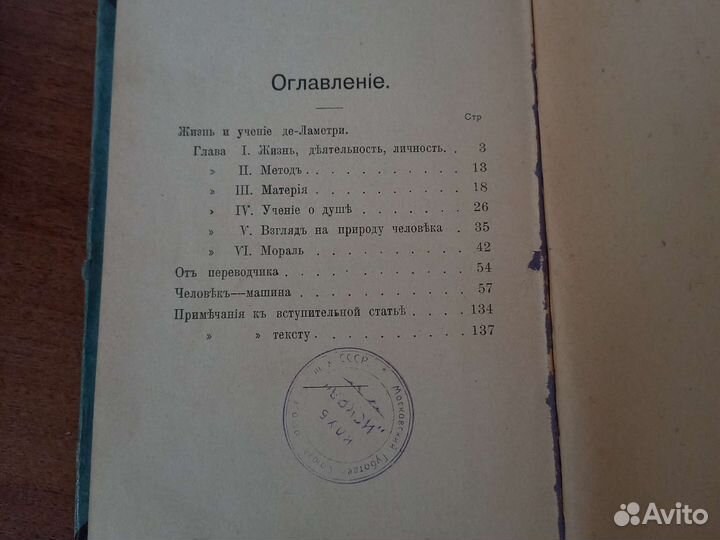 Оглавленіе.
Стр
Жизнь и ученіе де-Ламетри.
Глава I. Жизнь, дѣятельность, личность. . 3
» II. Методъ . . . . . . . . . . 13
» III. Матерія . . . . . . . . . 18
» IV. Ученіе о душѣ . . . . . . . 26
» V. Взглядъ на природу человѣка . 35
» VI. Мораль . . . . . . . . . . 42
Отъ переводчика . . . . . . . . . . . 54
Человѣкъ—машина . . . . . . . . . . 57
Примѣчанія къ вступительной статьѣ . . . . 134
» » тексту . . . . . . . . . 137
СССР
Московский
КЛУБ
Avito